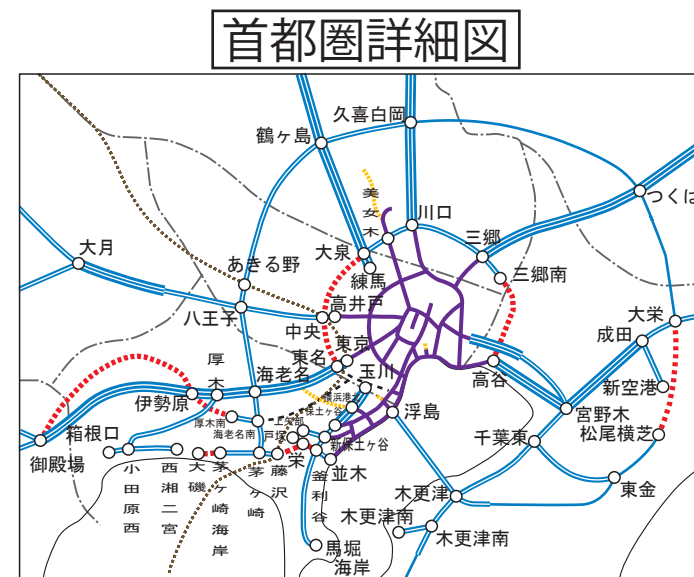 首都圏詳細図
久喜白岡
鶴ヶ島
つくば
美女木
川口
大泉
三郷
大月
練馬
三郷南
あきる野
高井戸
大栄
八王子
中央
成田
東京
東名
厚木
海老名
玉川
高谷
新空港
伊勢原
横浜港北
保土ヶ谷
浮島
宮野木
厚木南
上矢部
松尾横芝
箱根口
海老名南
戸塚
新保土ヶ谷
千葉東
御殿場
栄
並木
小田原西
西湘二宮
大磯
茅ヶ崎海岸
茅ヶ崎
藤沢
釜利谷
木更津
東金
木更津南
木更津南
馬堀
海岸